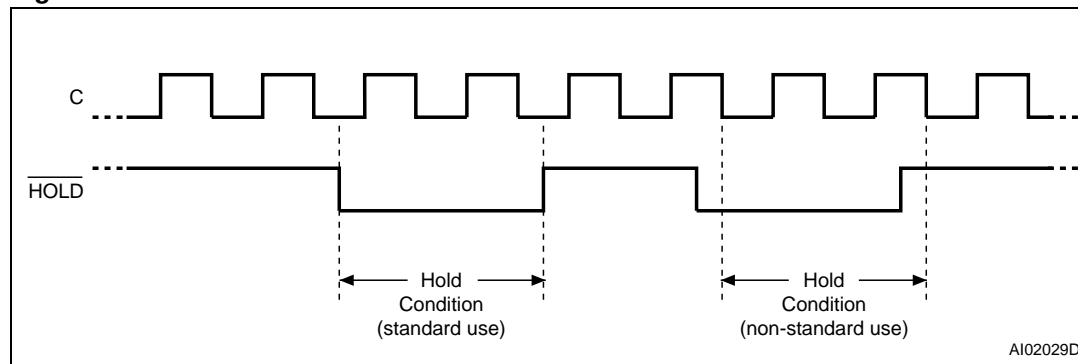 C
HOLD
Hold
Condition
(standard use)
Hold
Condition
(non-standard use)
AI02029D